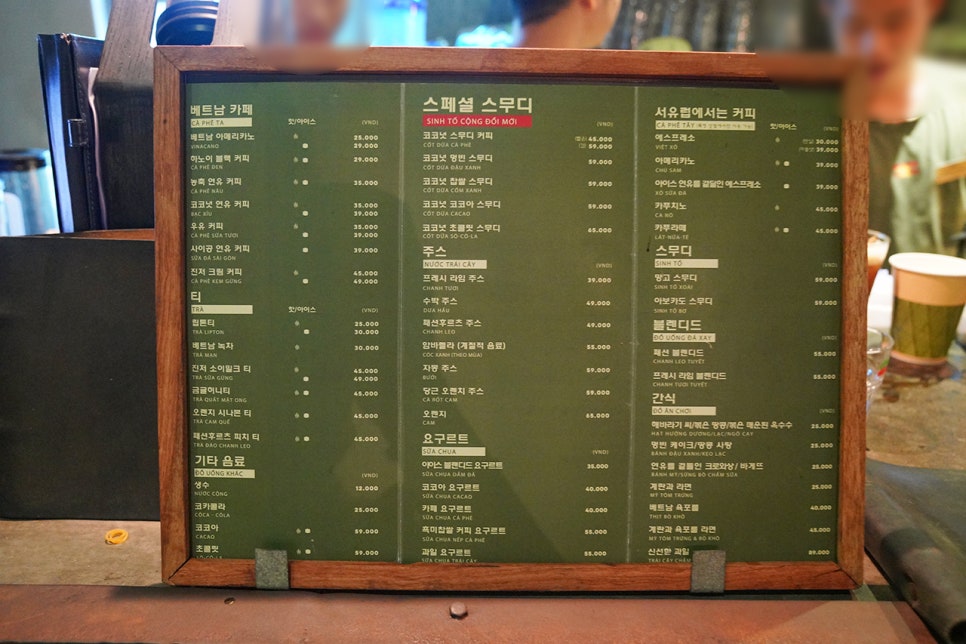 베트남 카페
CÀ PHÊ TA
핫/아이스 (VND)
베트남 아메리카노 25.000
VINACANO 29.000
하노이 블랙 커피 29.000
CÀ PHÊ ĐEN
농축 연유 커피 35.000
CÀ PHÊ NÂU
코코넛 연유 커피 35.000
BẠC XỈU 39.000
우유 커피 35.000
CÀ PHÊ SỮA TƯƠI 39.000
사이공 연유 커피 39.000
SỮA ĐÁ SÀI GÒN
진저 크림 커피 45.000
CÀ PHÊ KEM GỪNG 49.000
티
TRÀ
핫/아이스 (VND)
립톤티 25.000
TRÀ LIPTON 30.000
베트남 녹차 30.000
TRÀ MẠN
진저 소이밀크 티 45.000
TRÀ SỮA GỪNG 49.000
금귤허니티 45.000
TRÀ QUẤT MẬT ONG
오렌지 시나몬 티 45.000
TRÀ CAM QUẾ
패션후르츠 피치 티 45.000
TRÀ ĐÀO CHANH LEO
기타 음료
ĐỒ UỐNG KHÁC
(VND)
생수 12.000
NƯỚC CÔNG
코카콜라 25.000
COCA - COLA
코코아 59.000
CACAO
초콜릿 59.000
스페셜 스무디
SINH TỐ CỘNG ĐỔI MỚI
(VND)
코코넛 스무디 커피 45.000
CỐT DỪA CÀ PHÊ 59.000
코코넛 멍빈 스무디 59.000
CỐT DỪA ĐẬU XANH
코코넛 찹쌀 스무디 59.000
CỐT DỪA CỐM XANH
코코넛 코코아 스무디 59.000
CỐT DỪA CACAO
코코넛 초콜릿 스무디 65.000
CỐT DỪA SÔ-CÔ-LA
주스
NƯỚC TRÁI CÂY
(VND)
프레시 라임 주스 39.000
CHANH TƯƠI
수박 주스 49.000
DƯA HẤU
패션후르츠 주스 49.000
CHANH LEO
암바렐라 (계절적 음료) 55.000
CÓC XANH (THEO MÙA)
자몽 주스 59.000
BƯỞI
당근 오렌지 주스 59.000
CÀ RỐT CAM
오렌지 65.000
CAM
요구르트
SỮA CHUA
(VND)
아이스 블렌디드 요구르트 35.000
SỮA CHUA DẦM ĐÁ
코코아 요구르트 40.000
SỮA CHUA CACAO
카페 요구르트 40.000
SỮA CHUA CÀ PHÊ
흑미찹쌀 커피 요구르트 55.000
SỮA CHUA NẾP CÀ PHÊ
과일 요구르트 55.000
SỮA CHUA TRÁI CÂY
서유럽에서는 커피
CÀ PHÊ TÂY
핫/아이스 (VND)
에스프레소 30.000
VIỆT XÔ 39.000
아메리카노 39.000
CHÚ SAM
아이스 연유를 곁들인 에스프레소 39.000
XÔ SỮA ĐÁ
카푸치노 45.000
CA NÔ
카푸라떼 45.000
LÁT-NỬA-TÊ
스무디
SINH TỐ
(VND)
망고 스무디 59.000
SINH TỐ XOÀI
아보카도 스무디 59.000
SINH TỐ BƠ
블렌디드
ĐỒ UỐNG ĐÁ XAY
(VND)
패션 블렌디드 55.000
CHANH LEO TUYẾT
프레시 라임 블렌디드 55.000
CHANH TƯƠI TUYẾT
간식
ĐỒ ĂN CHƠI
(VND)
해바라기 씨/볶은 땅콩/볶은 매운된 옥수수 25.000
HẠT HƯỚNG DƯƠNG/LẠC/NGÔ CAY
멍빈 케이크/땅콩 사탕 25.000
BÁNH ĐẬU XANH/KẸO LẠC
연유를 곁들인 크로와상/ 바게뜨 25.000
BÁNH MỲ/SỪNG BÒ CHẤM SỮA
계란과 라면 25.000
MỲ TÔM TRỨNG
베트남 육포를 40.000
THỊT BÒ KHÔ
계란과 육포를 라면 45.000
MỲ TÔM TRỨNG & BÒ KHÔ
신선한 과일 89.000